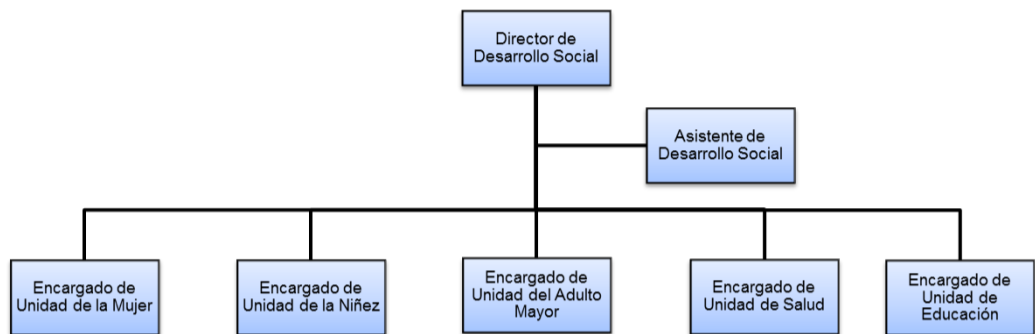 Director de
Desarrollo Social
Asistente de
Desarrollo Social
Encargado de
Unidad de la Mujer
Encargado de
Unidad de la Niñez
Encargado de
Unidad del Adulto
Mayor
Encargado de
Unidad de Salud
Encargado de
Unidad de
Educación